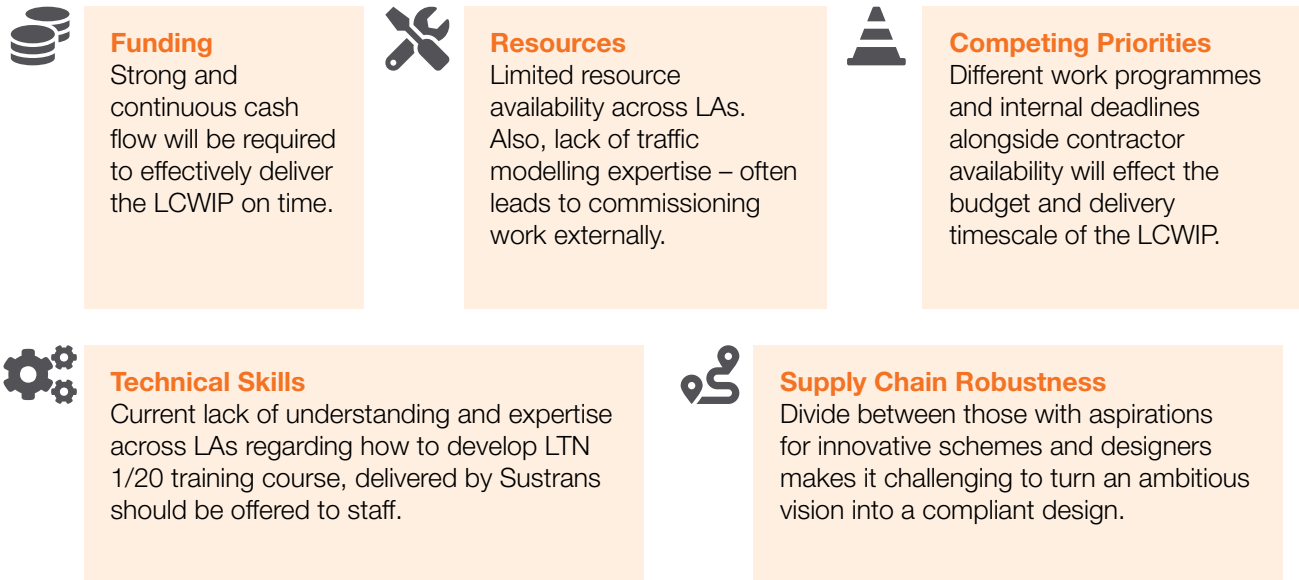 Funding
Strong and
continuous cash
flow will be required
to effectively deliver
the LCWIP on time.
Resources
Limited resource
availability across LAs.
Also, lack of traffic
modelling expertise – often
leads to commissioning
work externally.
Competing Priorities
Different work programmes
and internal deadlines
alongside contractor
availability will effect the
budget and delivery
timescale of the LCWIP.
Technical Skills
Current lack of understanding and expertise
across LAs regarding how to develop LTN
1/20 training course, delivered by Sustrans
should be offered to staff.
Supply Chain Robustness
Divide between those with aspirations
for innovative schemes and designers
makes it challenging to turn an ambitious
vision into a compliant design.